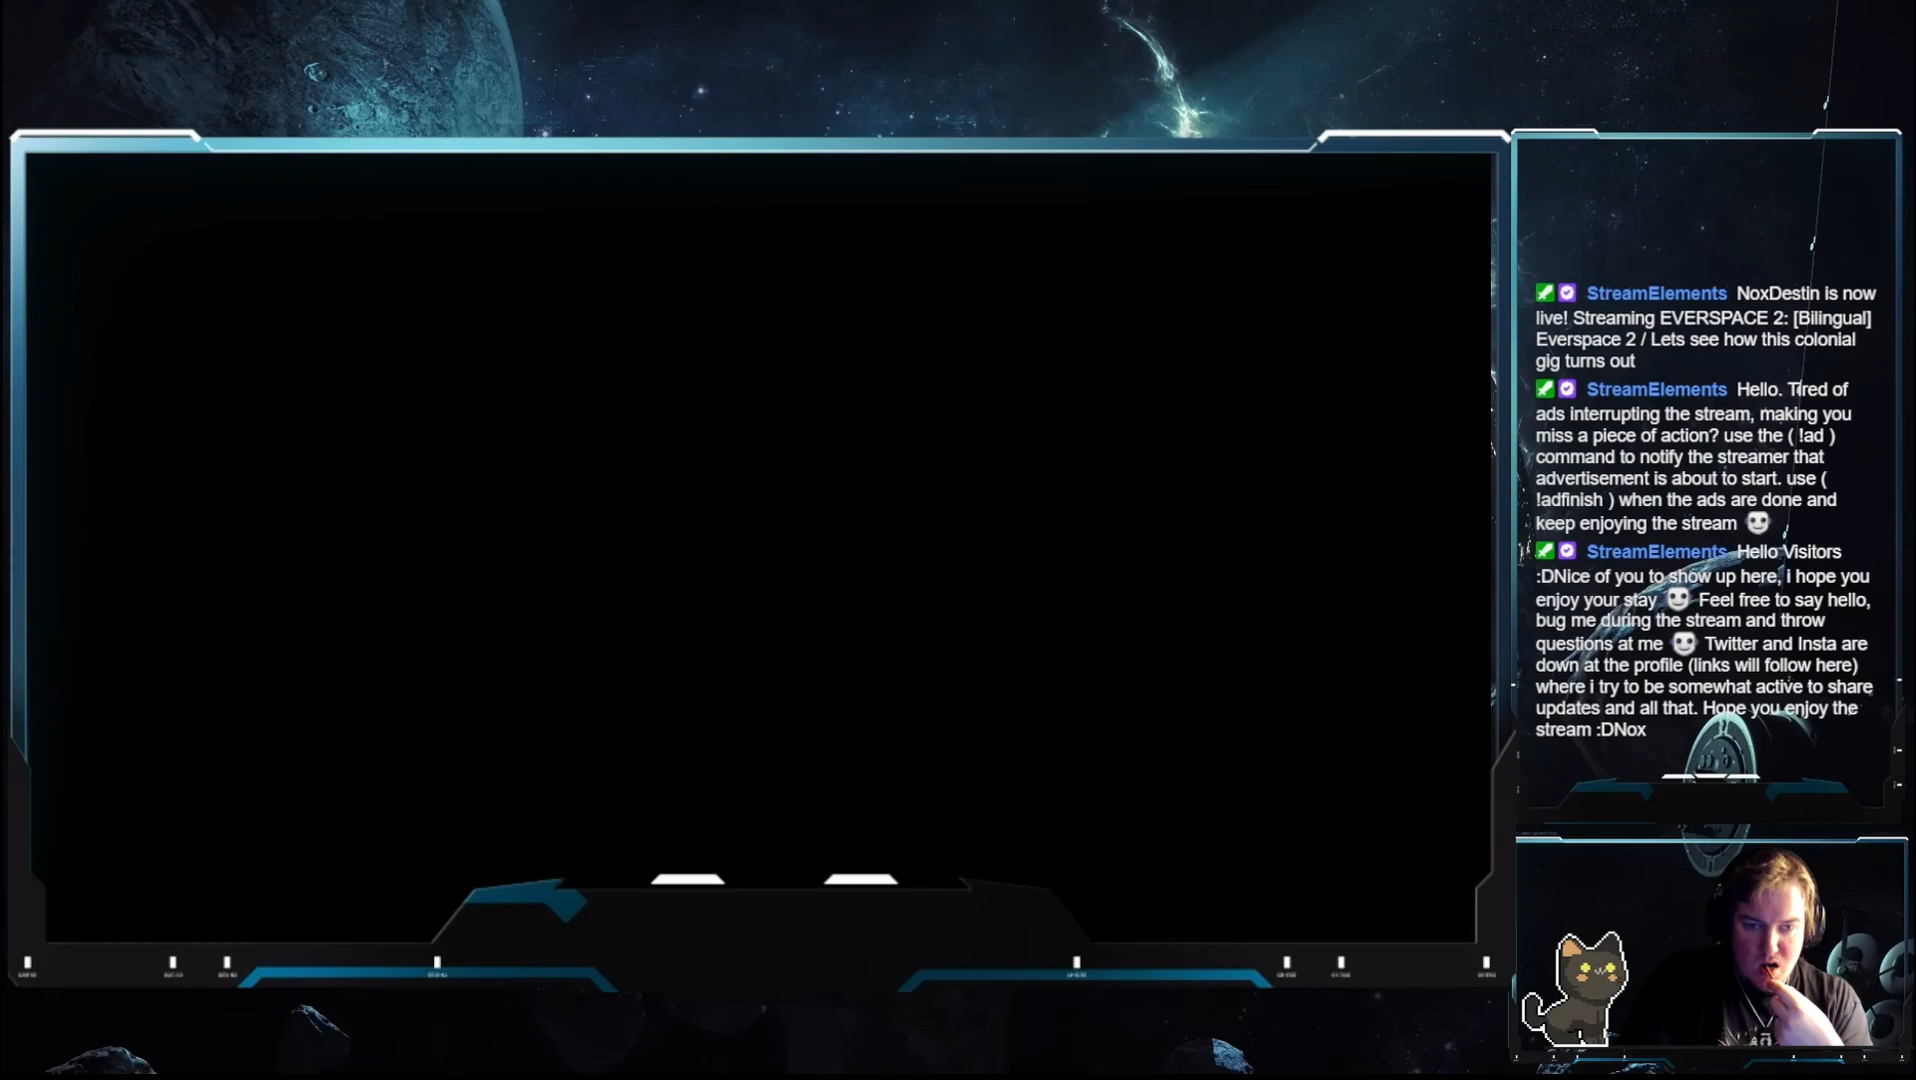 StreamElements NoxDestin is now
live! Streaming EVERSPACE 2: [Bilingual]
Everspace 2 / Lets see how this colonial
gig turns out
StreamElements Hello. Tired of
ads interrupting the stream, making you
miss a piece of action? use the ( !ad )
command to notify the streamer that
advertisement is about to start. use (
!adfinish ) when the ads are done and
keep enjoying the stream
StreamElements Hello Visitors
:DNice of you to show up here, i hope you
enjoy your stay Feel free to say hello,
bug me during the stream and throw
questions at me Twitter and Insta are
down at the profile (links will follow here)
where i try to be somewhat active to share
updates and all that. Hope you enjoy the
stream :DNox